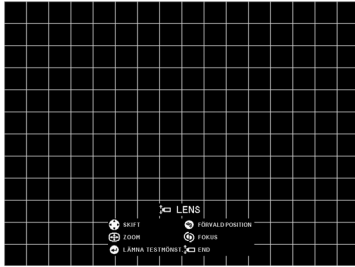 LENS
SKIFT FÖRVALD POSITION
ZOOM FOKUS
LÄMNA TESTMÖNST. END